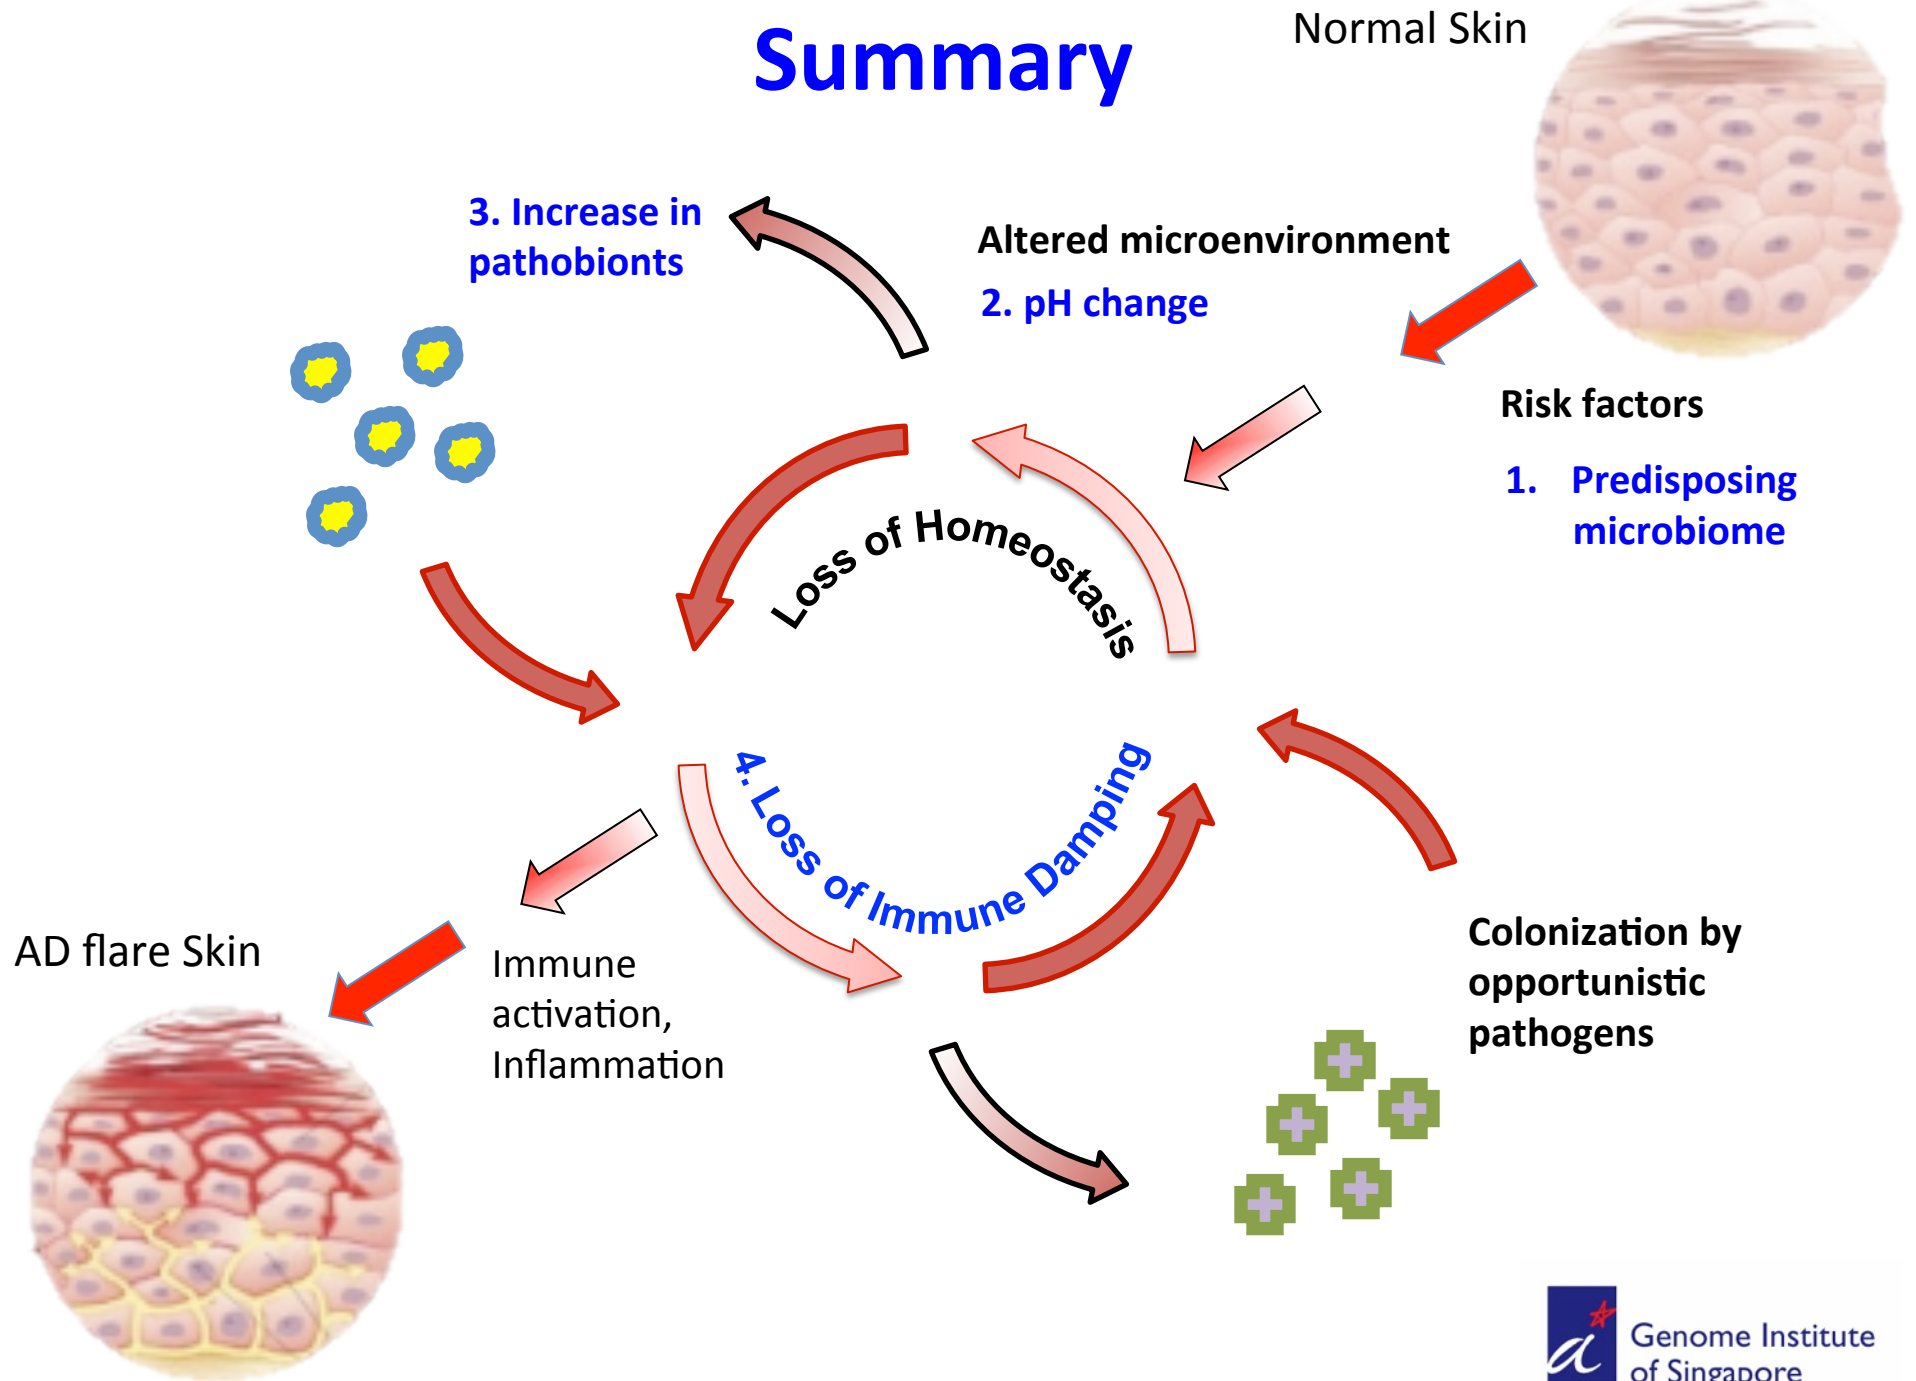 Summary
Normal Skin
3. Increase in
pathobionts
Altered microenvironment
2. pH change
Risk factors
1. Predisposing
microbiome
Loss of Homeostasis
4. Loss of Immune Damping
AD flare Skin
Immune
activation,
Inflammation
Colonization by
opportunistic
pathogens
Genome Institute
of Singapore